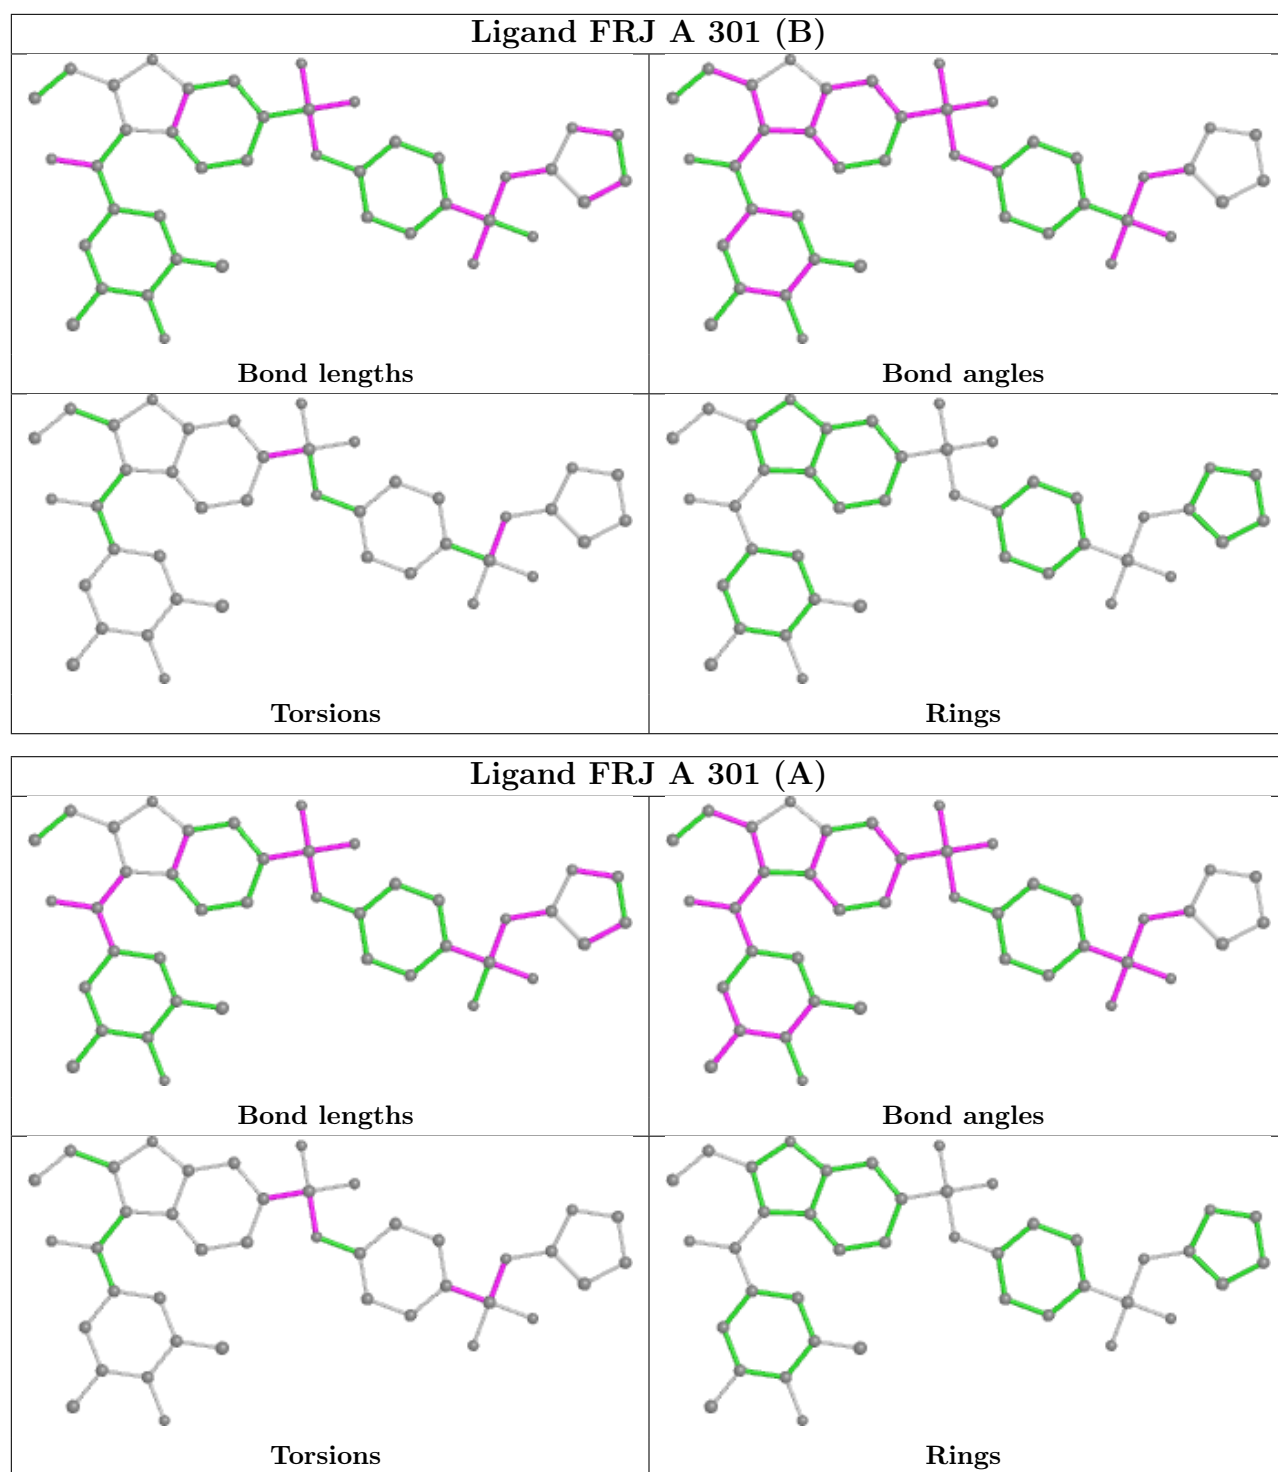 Ligand FRJ A 301 (B)
Bond lengths
Bond angles
Torsions
Rings
Ligand FRJ A 301 (A)
Bond lengths
Bond angles
Torsions
Rings